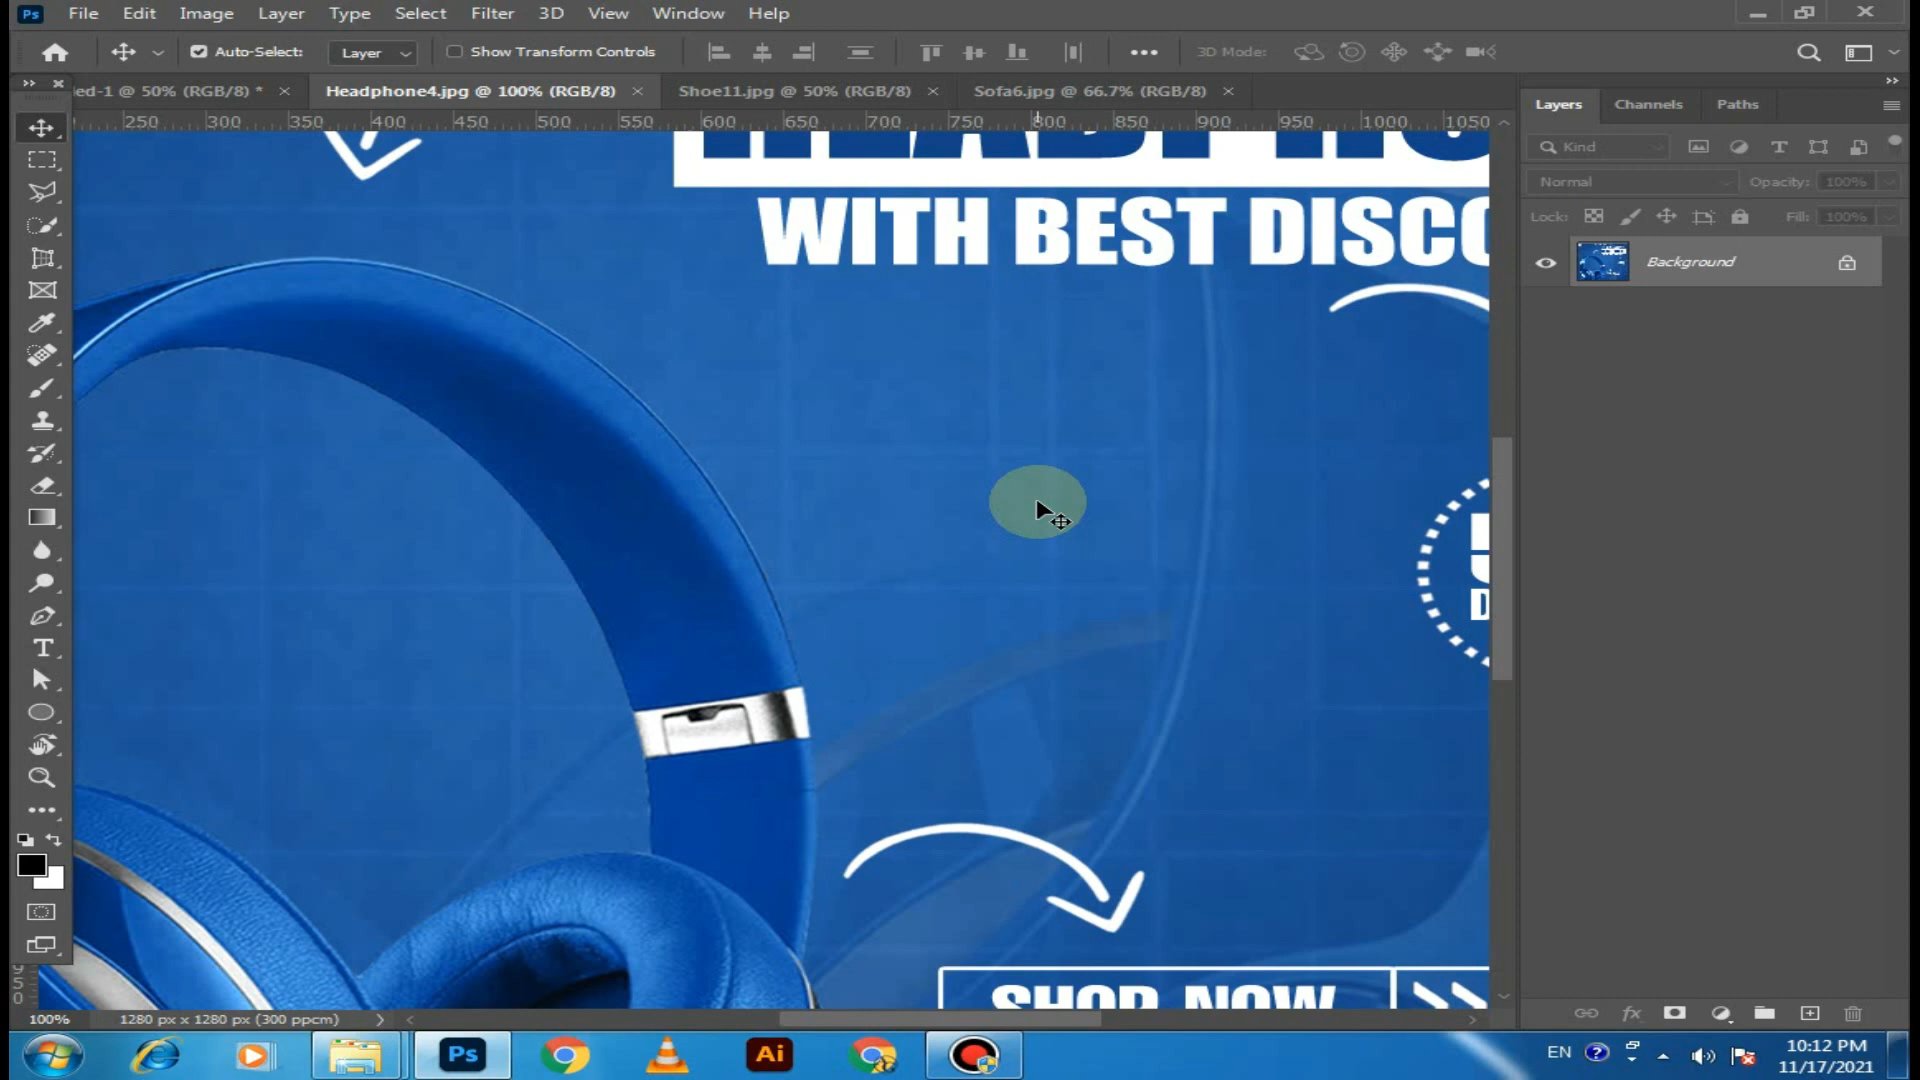 Ps File Edit Image Layer Type Select Filter 3D View Window Help
Auto-Select: Layer Show Transform Controls 3D Mode:
ed-1 @ 50% (RGB/8) * Headphone4.jpg @ 100% (RGB/8) Shoe11.jpg @ 50% (RGB/8) Sofa6.jpg @ 66.7% (RGB/8)
250 300 350 400 450 500 550 600 650 700 750 800 850 900 950 1000 1050
Layers Channels Paths
Kind
Normal Opacity: 100%
Lock: Fill: 100%
Background
WITH BEST DISCO
SHOP NOW
100% 1280 px x 1280 px (300 ppcm)
Ps Ai EN 10:12 PM
11/17/2021